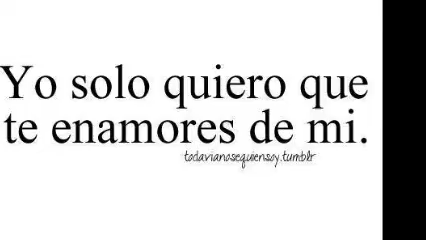 Yo solo quiero que
te enamores de mi.
todavianosequiensoy.tumblr